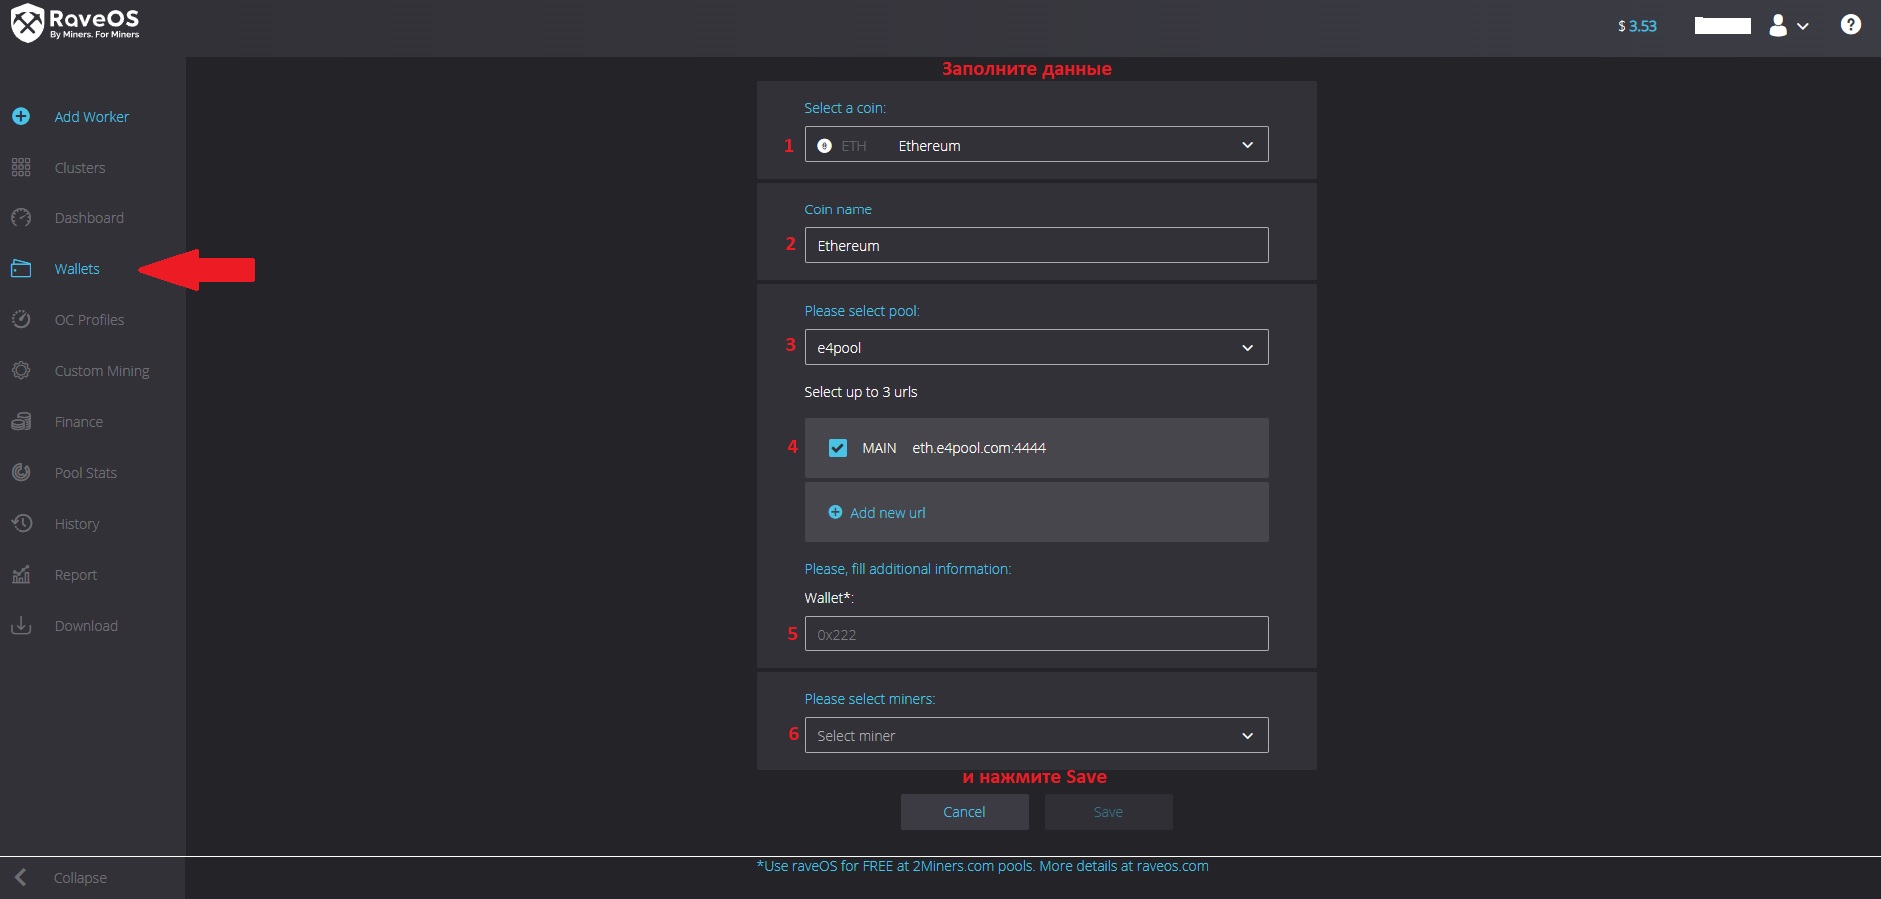 RaveOS
By Miners. For Miners
$ 3.53
Add Worker
Clusters
Dashboard
Wallets
OC Profiles
Custom Mining
Finance
Pool Stats
History
Report
Download
Collapse
Заполните данные
Select a coin:
1 ETH Ethereum
Coin name
2 Ethereum
Please select pool:
3 e4pool
Select up to 3 urls
4 MAIN eth.e4pool.com:4444
Add new url
Please, fill additional information:
Wallet*:
5 0x222
Please select miners:
6 Select miner
и нажмите Save
Cancel Save
*Use raveOS for FREE at 2Miners.com pools. More details at raveos.com